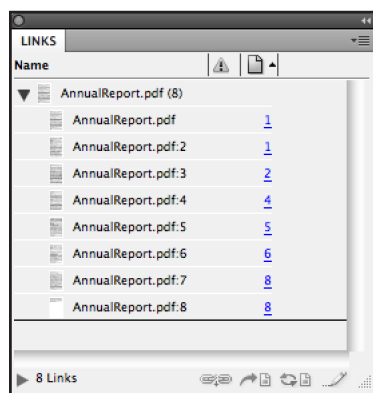 LINKS
Name
AnnualReport.pdf (8)
AnnualReport.pdf 1
AnnualReport.pdf:2 1
AnnualReport.pdf:3 2
AnnualReport.pdf:4 4
AnnualReport.pdf:5 5
AnnualReport.pdf:6 6
AnnualReport.pdf:7 8
AnnualReport.pdf:8 8
8 Links